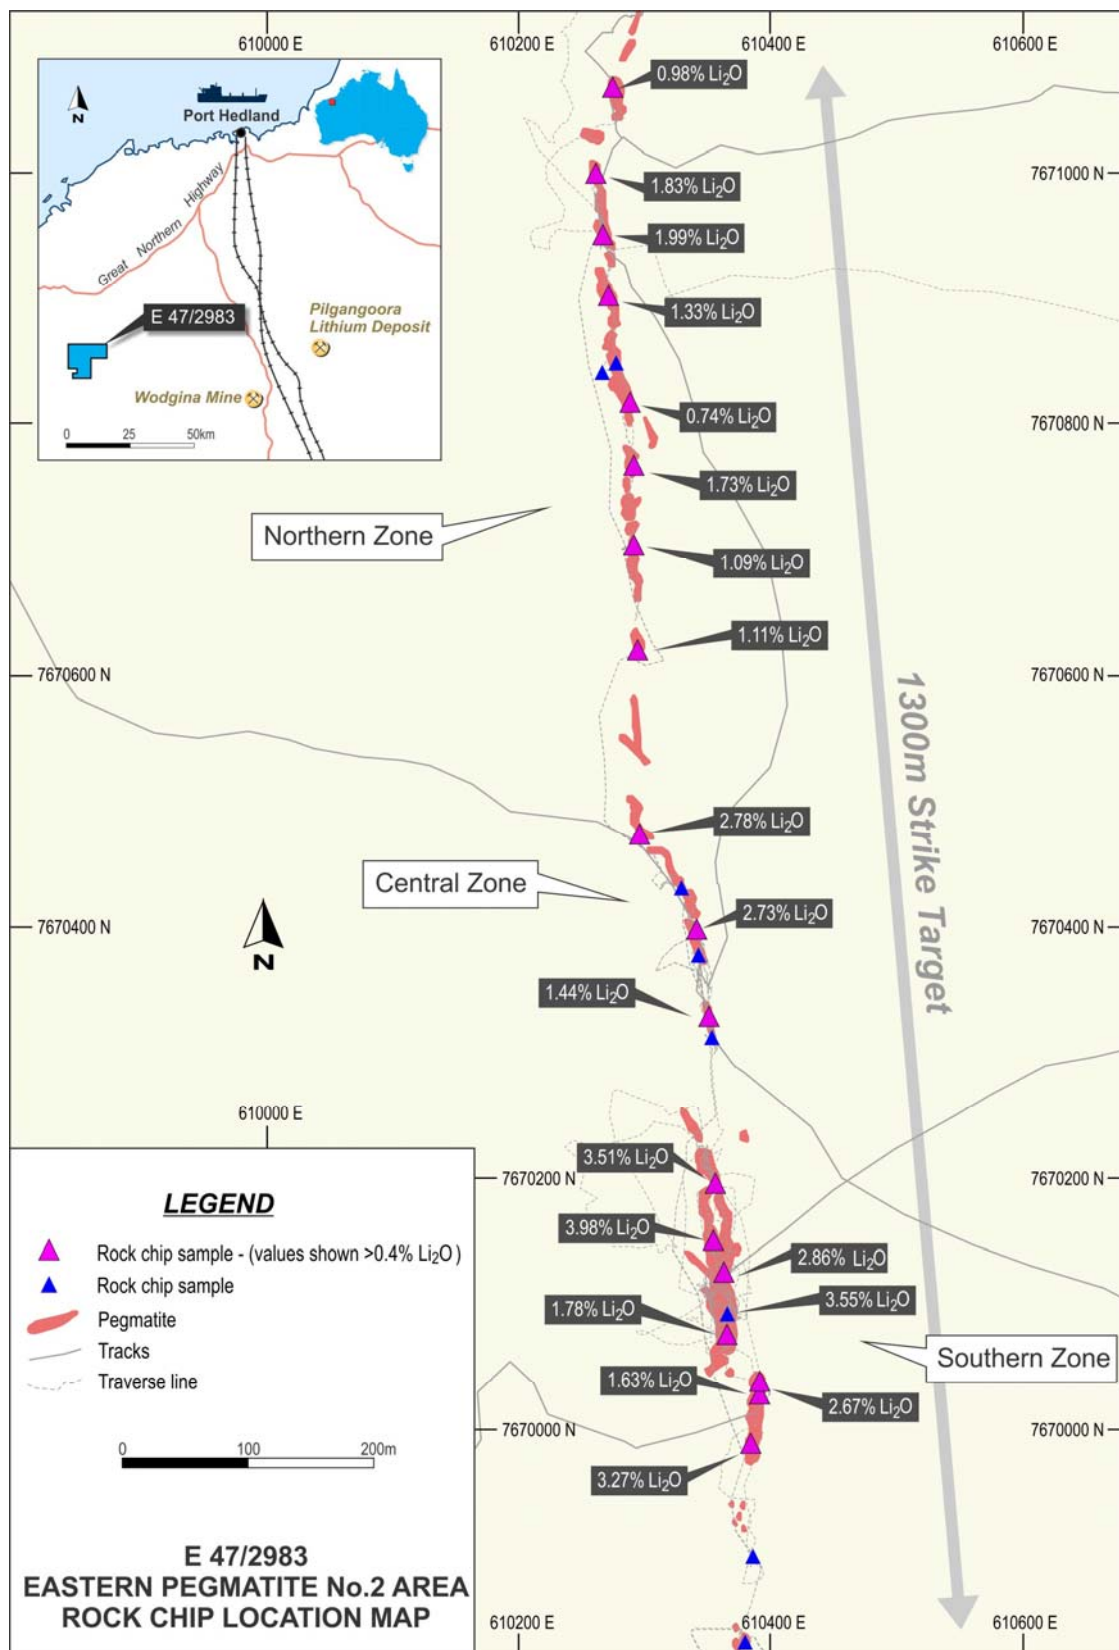 610000 E
610200 E
610400 E
610600 E
N
Port Hedland
Great Northern Highway
E 47/2983
Pilgangoora
Lithium Deposit
Wodgina Mine
0 25 50km
0.98% Li₂O
7671000 N
1.83% Li₂O
1.99% Li₂O
1.33% Li₂O
0.74% Li₂O
7670800 N
1.73% Li₂O
Northern Zone
1.09% Li₂O
1.11% Li₂O
7670600 N
7670600 N
1300m Strike Target
2.78% Li₂O
Central Zone
2.73% Li₂O
7670400 N
7670400 N
N
1.44% Li₂O
610000 E
3.51% Li₂O
7670200 N
7670200 N
3.98% Li₂O
2.86% Li₂O
3.55% Li₂O
1.78% Li₂O
Southern Zone
1.63% Li₂O
2.67% Li₂O
7670000 N
7670000 N
3.27% Li₂O
LEGEND
Rock chip sample - (values shown >0.4% Li₂O )
Rock chip sample
Pegmatite
Tracks
Traverse line
0 100 200m
E 47/2983
EASTERN PEGMATITE No.2 AREA
ROCK CHIP LOCATION MAP
610200 E
610400 E
610600 E